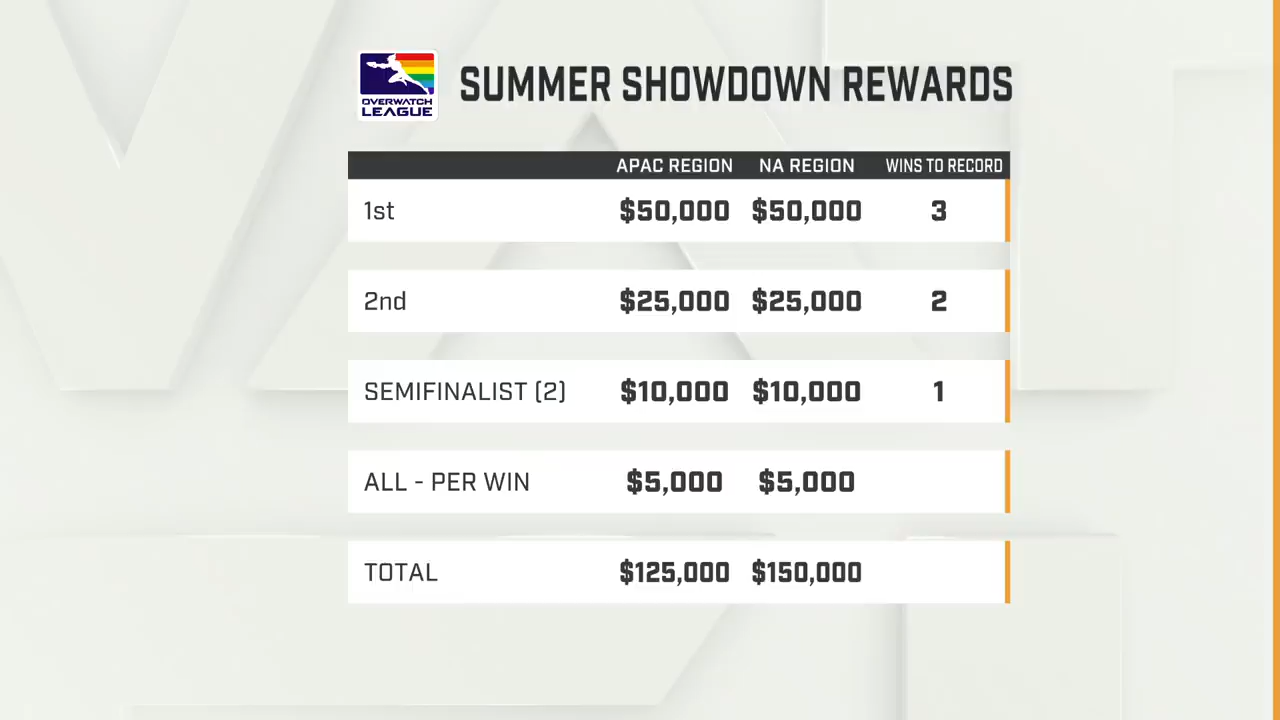 OVERWATCH
LEAGUE
SUMMER SHOWDOWN REWARDS
APAC REGION NA REGION WINS TO RECORD
1st $50,000 $50,000 3
2nd $25,000 $25,000 2
SEMIFINALIST (2) $10,000 $10,000 1
ALL - PER WIN $5,000 $5,000
TOTAL $125,000 $150,000